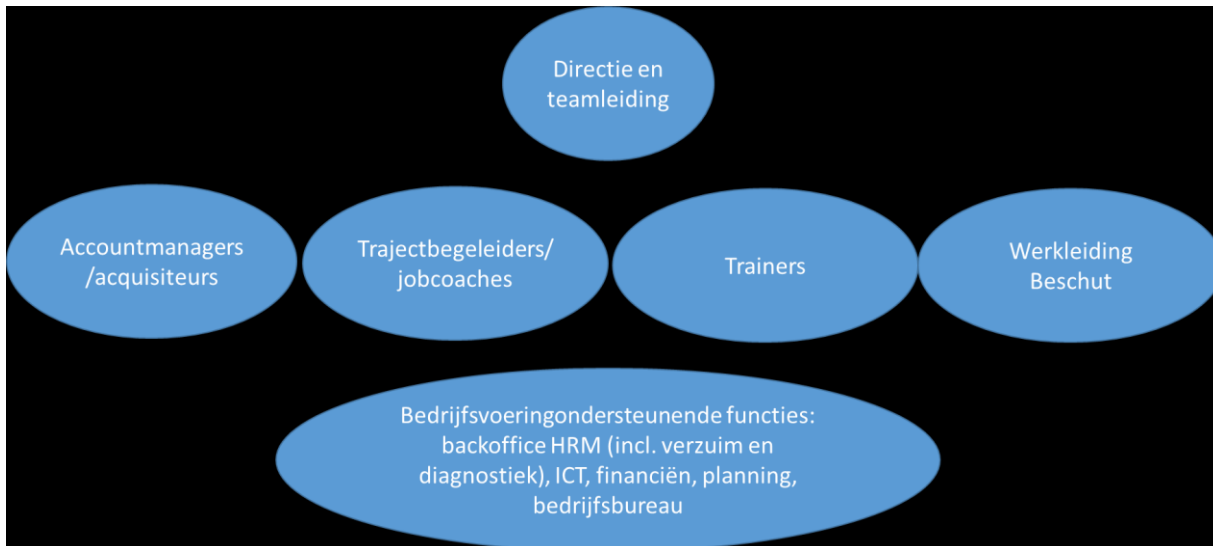 Directie en
teamleiding
Accountmanagers
/acquisiteurs
Trajectbegeleiders/
jobcoaches
Trainers
Werkleiding
Beschut
Bedrijfsvoeringondersteunende functies:
backoffice HRM (incl. verzuim en
diagnostiek), ICT, financiën, planning,
bedrijfsbureau